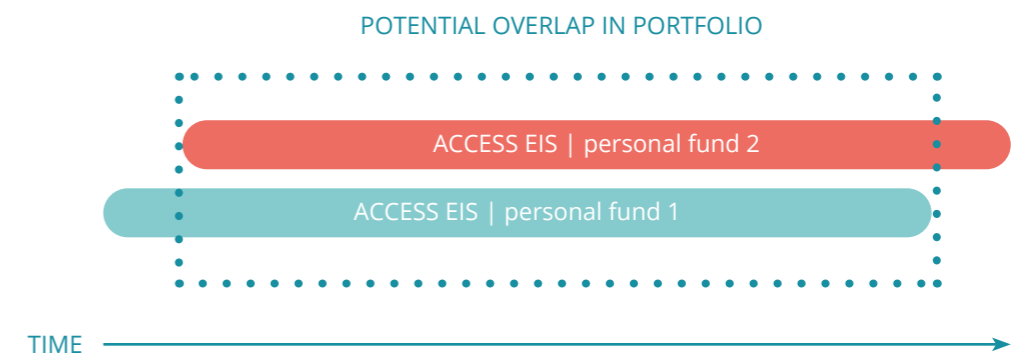 POTENTIAL OVERLAP IN PORTFOLIO
ACCESS EIS | personal fund 2
ACCESS EIS | personal fund 1
TIME